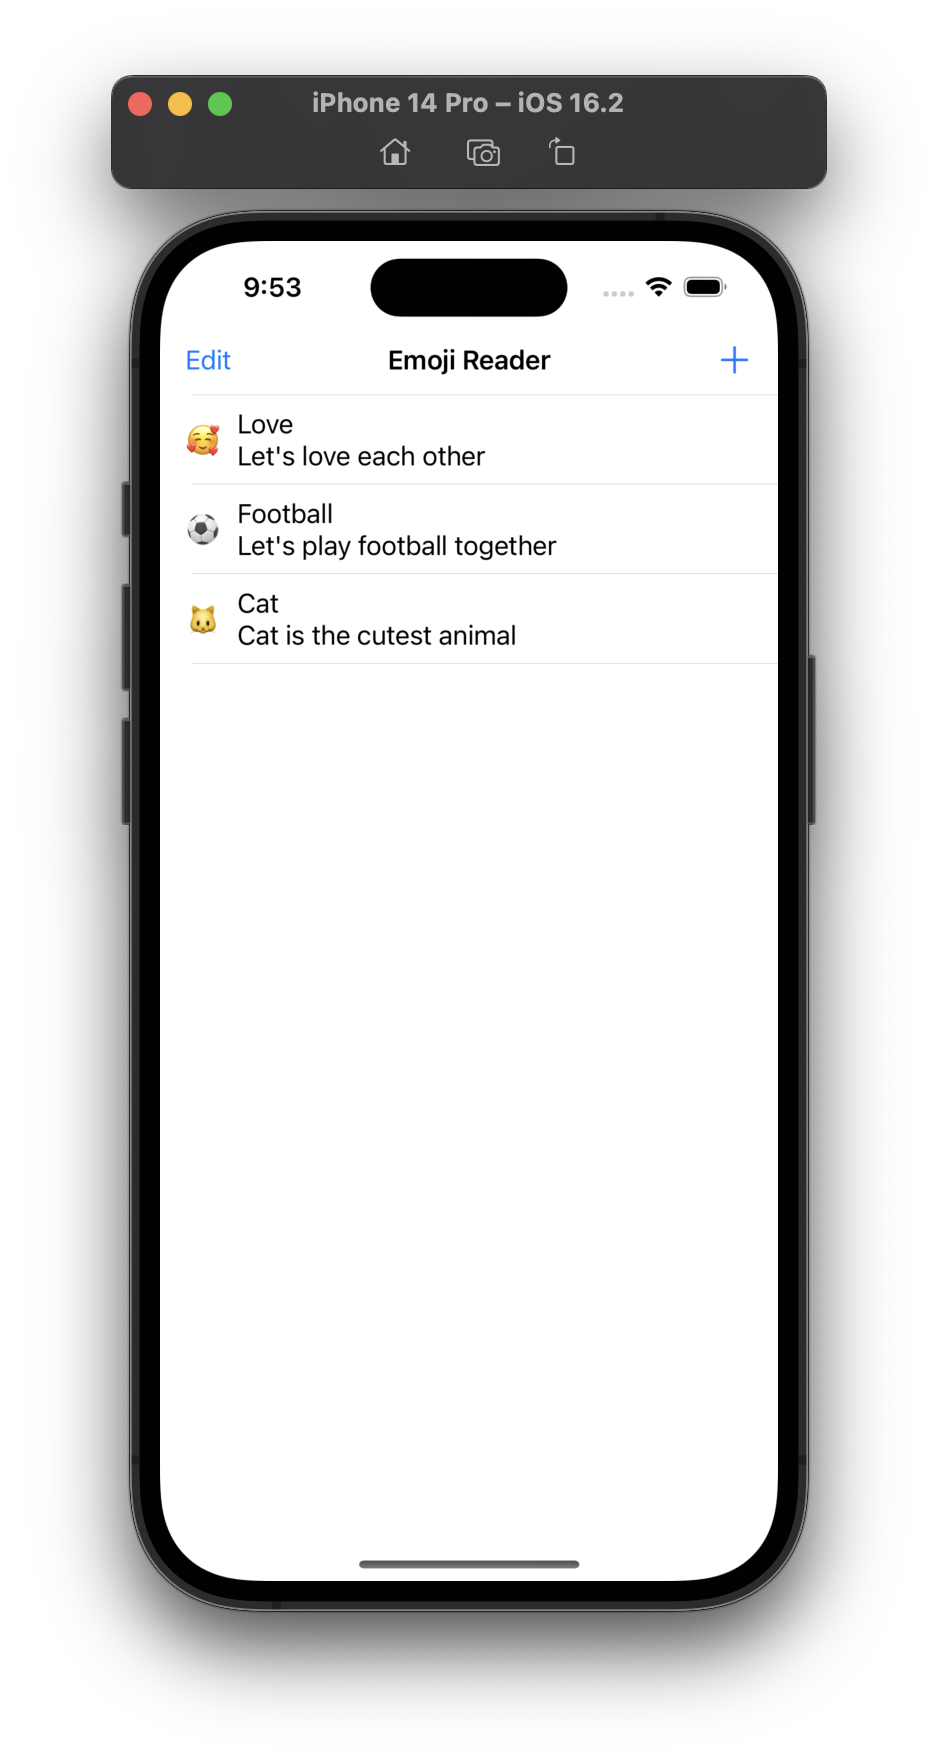 iPhone 14 Pro – iOS 16.2
9:53
Edit
Emoji Reader
Love
Let's love each other
Football
Let's play football together
Cat
Cat is the cutest animal